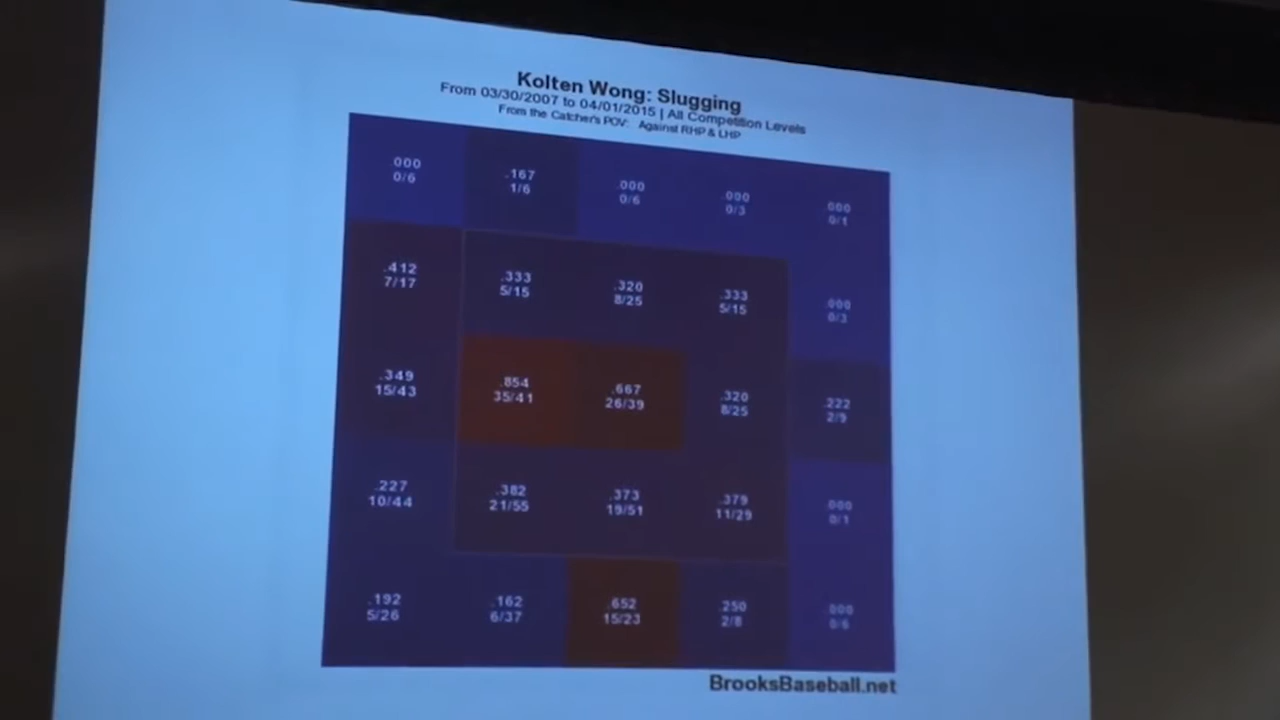 Kolten Wong: Slugging
From 03/30/2007 to 04/01/2015 | All Competition Levels
From the Catcher's POV: Against RHP & LHP
.000 .167 .000 .000 .000
0/6 1/6 0/6 0/3 0/1
.412 .333 .320 .333 .000
7/17 5/15 8/25 5/15 0/3
.349 .854 .667 .320 .222
15/43 35/41 26/39 8/25 2/9
.227 .382 .373 .379 .000
10/44 21/55 19/51 11/29 0/1
.192 .162 .652 .250 .000
5/26 6/37 15/23 2/8 0/6
BrooksBaseball.net